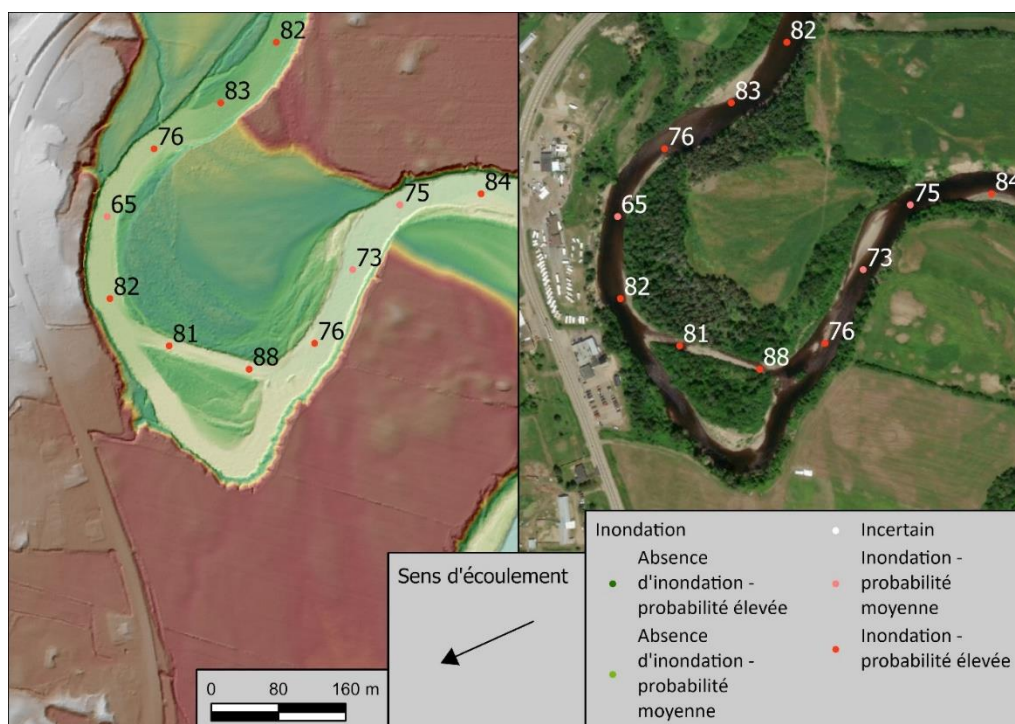 82
83
76
65
82
81
88
76
73
75
84
82
83
76
65
82
81
88
76
73
75
84
Sens d'écoulement
0 80 160 m
Inondation
Absence
d'inondation -
probabilité élevée
Absence
d'inondation -
probabilité
moyenne
Incertain
Inondation -
probabilité
moyenne
Inondation -
probabilité élevée